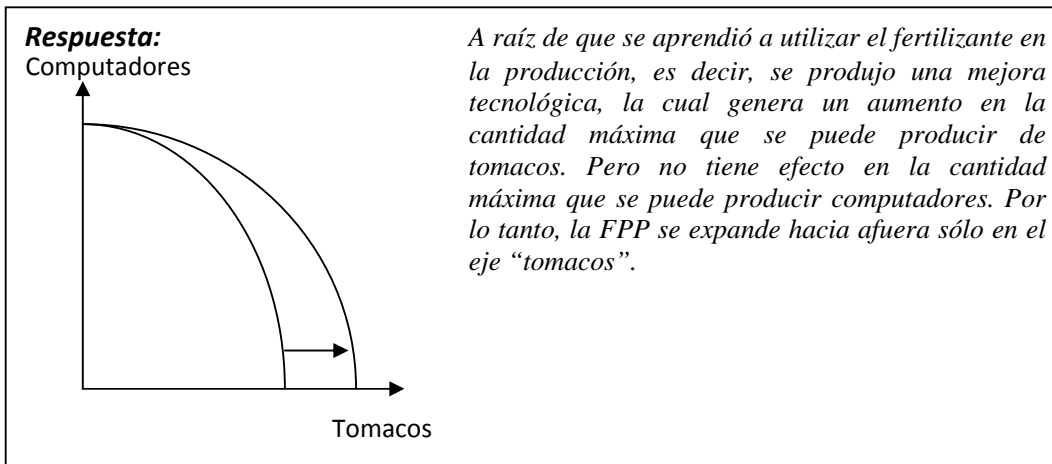 Respuesta:
Computadores
Tomacos
A raíz de que se aprendió a utilizar el fertilizante en
la producción, es decir, se produjo una mejora
tecnológica, la cual genera un aumento en la
cantidad máxima que se puede producir de
tomacos. Pero no tiene efecto en la cantidad
máxima que se puede producir computadores. Por
lo tanto, la FPP se expande hacia afuera sólo en el
eje “tomacos”.